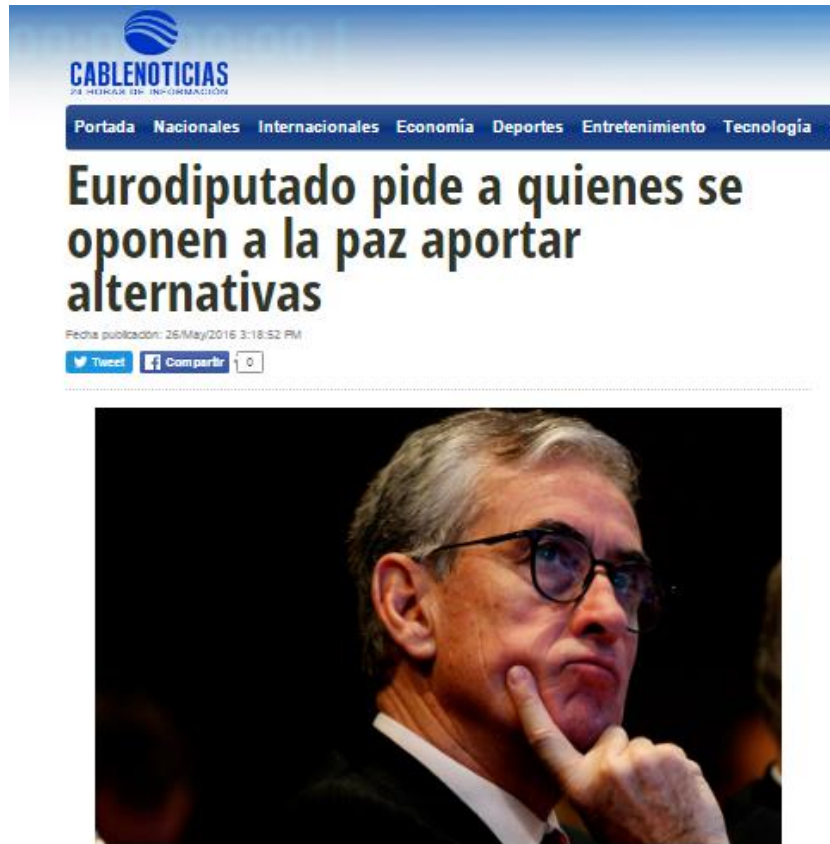 CABLENOTICIAS
24 HORAS DE INFORMACIÓN
Portada Nacionales Internacionales Economía Deportes Entretenimiento Tecnología
Eurodiputado pide a quienes se
oponen a la paz aportar
alternativas
Fecha publicación: 26/May/2016 3:18:52 PM
Tweet Compartir 0